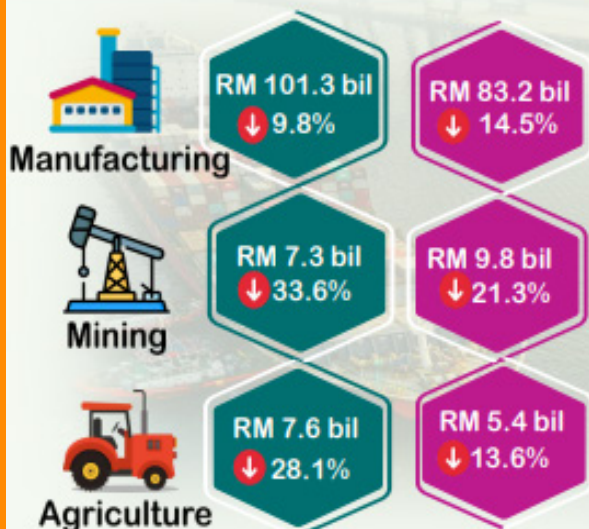 RM 101.3 bil
9.8%
RM 83.2 bil
14.5%
Manufacturing
RM 7.3 bil
33.6%
RM 9.8 bil
21.3%
Mining
RM 7.6 bil
28.1%
RM 5.4 bil
13.6%
Agriculture